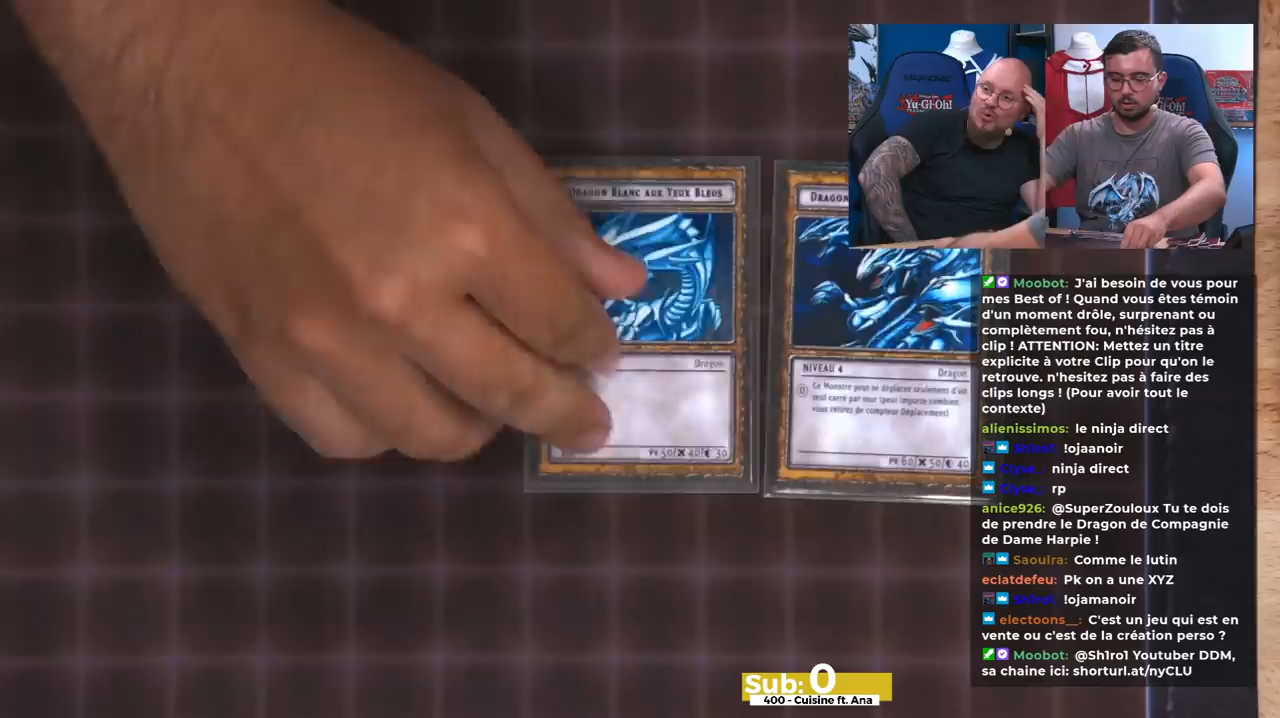 MAXNOMIC
Yu-Gi-Oh!
Yu-Gi-Oh!
Dragon Blanc aux Yeux Bleus
Dragon
PV 50/✖ 40/ 30
Dragon
NIVEAU 4
Dragon
Ce Monstre peut se déplacer seulement d'un
seul carré par tour (peu importe combien
vous retirez de compteur Déplacement)
PV 60/✖ 50/ 40
Moobot: J'ai besoin de vous pour
mes Best of ! Quand vous êtes témoin
d'un moment drôle, surprenant ou
complètement fou, n'hésitez pas à
clip ! ATTENTION: Mettez un titre
explicite à votre Clip pour qu'on le
retrouve. n'hesitez pas à faire des
clips longs ! (Pour avoir tout le
contexte)
alienissimos: le ninja direct
Sh1ro1: !ojaanoir
Clyse_: ninja direct
Clyse_: rp
anice926: @SuperZouloux Tu te dois
de prendre le Dragon de Compagnie
de Dame Harpie !
Saoulra: Comme le lutin
eclatdefeu: Pk on a une XYZ
Sh1ro1: !ojamanoir
electoons__: C'est un jeu qui est en
vente ou c'est de la création perso ?
Moobot: @Sh1ro1 Youtuber DDM,
sa chaine ici: shorturl.at/nyCLU
Sub: 0
400 - Cuisine ft. Ana